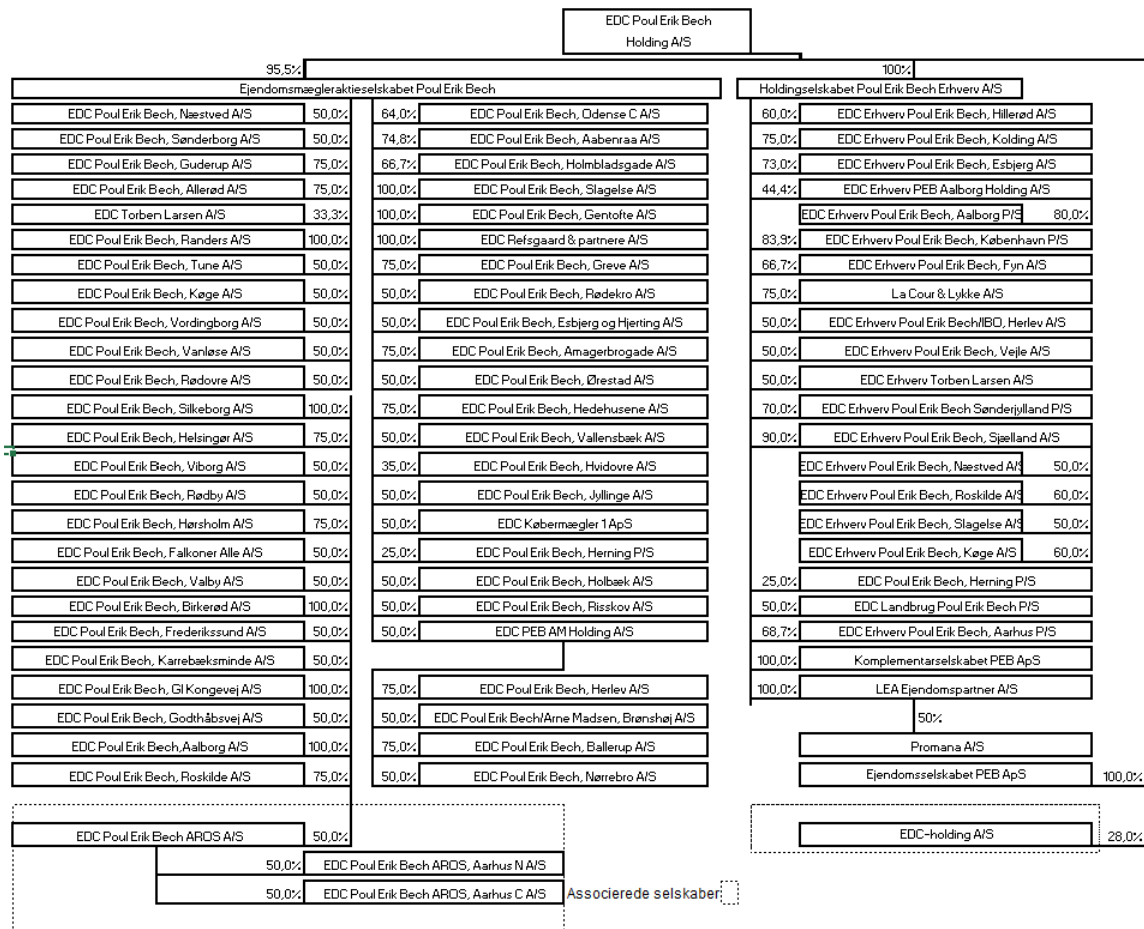 EDC Poul Erik Bech
Holding A/S
95,5% 100%
Ejendomsmægleraktieselskabet Poul Erik Bech Holdingselskabet Poul Erik Bech Erhverv A/S
EDC Poul Erik Bech, Næstved A/S 50,0% 64,0% EDC Poul Erik Bech, Odense C A/S 60,0% EDC Erhverv Poul Erik Bech, Hillerød A/S
EDC Poul Erik Bech, Sønderborg A/S 50,0% 74,8% EDC Poul Erik Bech, Aabenraa A/S 75,0% EDC Erhverv Poul Erik Bech, Kolding A/S
EDC Poul Erik Bech, Guderup A/S 75,0% 66,7% EDC Poul Erik Bech, Holmbladsgade A/S 73,0% EDC Erhverv Poul Erik Bech, Esbjerg A/S
EDC Poul Erik Bech, Allerød A/S 75,0% 100,0% EDC Poul Erik Bech, Slagelse A/S 44,4% EDC Erhverv PEB Aalborg Holding A/S
EDC Torben Larsen A/S 33,3% 100,0% EDC Poul Erik Bech, Gentofte A/S EDC Erhverv Poul Erik Bech, Aalborg P/S 80,0%
EDC Poul Erik Bech, Randers A/S 100,0% 100,0% EDC Refsgaard & partnere A/S 83,9% EDC Erhverv Poul Erik Bech, København P/S
EDC Poul Erik Bech, Tune A/S 50,0% 75,0% EDC Poul Erik Bech, Greve A/S 66,7% EDC Erhverv Poul Erik Bech, Fyn A/S
EDC Poul Erik Bech, Køge A/S 50,0% 50,0% EDC Poul Erik Bech, Rødekro A/S 75,0% La Cour & Lykke A/S
EDC Poul Erik Bech, Vordingborg A/S 50,0% 50,0% EDC Poul Erik Bech, Esbjerg og Hjerting A/S 50,0% EDC Erhverv Poul Erik Bech/IBO, Herlev A/S
EDC Poul Erik Bech, Vanløse A/S 50,0% 75,0% EDC Poul Erik Bech, Amagerbrogade A/S 50,0% EDC Erhverv Poul Erik Bech, Vejle A/S
EDC Poul Erik Bech, Rødovre A/S 50,0% 50,0% EDC Poul Erik Bech, Ørestad A/S 50,0% EDC Erhverv Torben Larsen A/S
EDC Poul Erik Bech, Silkeborg A/S 100,0% 75,0% EDC Poul Erik Bech, Hedehusene A/S 70,0% EDC Erhverv Poul Erik Bech Sønderjylland P/S
EDC Poul Erik Bech, Helsingør A/S 75,0% 50,0% EDC Poul Erik Bech, Vallensbæk A/S 90,0% EDC Erhverv Poul Erik Bech, Sjælland A/S
EDC Poul Erik Bech, Viborg A/S 50,0% 35,0% EDC Poul Erik Bech, Hvidovre A/S EDC Erhverv Poul Erik Bech, Næstved A/S 50,0%
EDC Poul Erik Bech, Rødby A/S 50,0% 50,0% EDC Poul Erik Bech, Jyllinge A/S EDC Erhverv Poul Erik Bech, Roskilde A/S 60,0%
EDC Poul Erik Bech, Hørsholm A/S 75,0% 50,0% EDC Købermægler 1 ApS EDC Erhverv Poul Erik Bech, Slagelse A/S 50,0%
EDC Poul Erik Bech, Falkoner Alle A/S 50,0% 25,0% EDC Poul Erik Bech, Herning P/S EDC Erhverv Poul Erik Bech, Køge A/S 60,0%
EDC Poul Erik Bech, Valby A/S 50,0% 50,0% EDC Poul Erik Bech, Holbæk A/S 25,0% EDC Poul Erik Bech, Herning P/S
EDC Poul Erik Bech, Birkerød A/S 100,0% 50,0% EDC Poul Erik Bech, Risskov A/S 50,0% EDC Landbrug Poul Erik Bech P/S
EDC Poul Erik Bech, Frederikssund A/S 50,0% 50,0% EDC PEB AM Holding A/S 68,7% EDC Erhverv Poul Erik Bech, Aarhus P/S
EDC Poul Erik Bech, Karrebæksminde A/S 50,0% 100,0% Komplementarselskabet PEB ApS
EDC Poul Erik Bech, Gl Kongevej A/S 100,0% 75,0% EDC Poul Erik Bech, Herlev A/S 100,0% LEA Ejendomspartner A/S
EDC Poul Erik Bech, Godthåbsvej A/S 50,0% 50,0% EDC Poul Erik Bech/Arne Madsen, Brønshøj A/S 50%
EDC Poul Erik Bech,Aalborg A/S 100,0% 75,0% EDC Poul Erik Bech, Ballerup A/S Promana A/S
EDC Poul Erik Bech, Roskilde A/S 75,0% 50,0% EDC Poul Erik Bech, Nørrebro A/S Ejendomsselskabet PEB ApS 100,0%
EDC Poul Erik Bech AROS A/S 50,0% EDC-holding A/S 28,0%
50,0% EDC Poul Erik Bech AROS, Aarhus N A/S
50,0% EDC Poul Erik Bech AROS, Aarhus C A/S Associerede selskaber